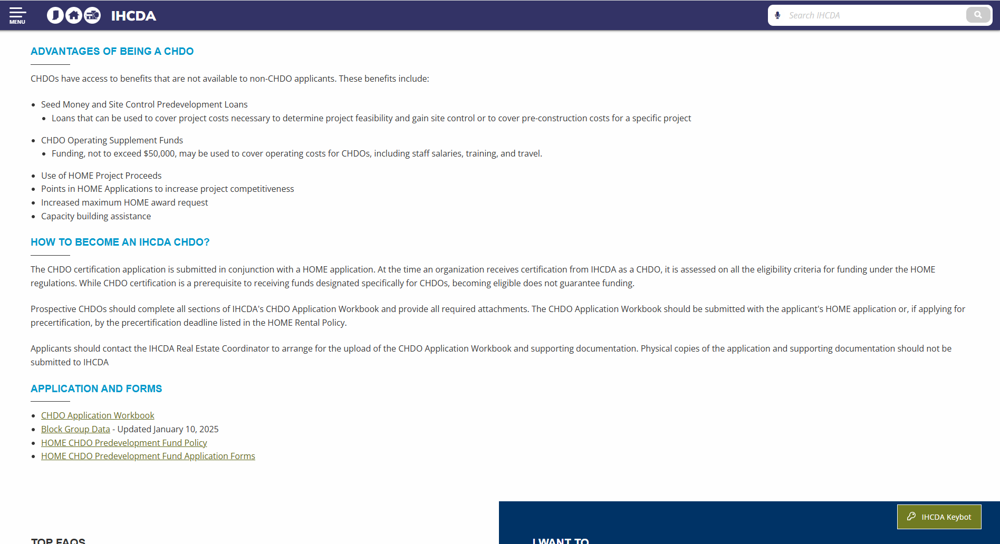 MENU
IHCDA
Search IHCDA
ADVANTAGES OF BEING A CHDO
CHDOs have access to benefits that are not available to non-CHDO applicants. These benefits include:
Seed Money and Site Control Predevelopment Loans
Loans that can be used to cover project costs necessary to determine project feasibility and gain site control or to cover pre-construction costs for a specific project
CHDO Operating Supplement Funds
Funding, not to exceed $50,000, may be used to cover operating costs for CHDOs, including staff salaries, training, and travel.
Use of HOME Project Proceeds
Points in HOME Applications to increase project competitiveness
Increased maximum HOME award request
Capacity building assistance
HOW TO BECOME AN IHCDA CHDO?
The CHDO certification application is submitted in conjunction with a HOME application. At the time an organization receives certification from IHCDA as a CHDO, it is assessed on all the eligibility criteria for funding under the HOME
regulations. While CHDO certification is a prerequisite to receiving funds designated specifically for CHDOs, becoming eligible does not guarantee funding.
Prospective CHDOs should complete all sections of IHCDA's CHDO Application Workbook and provide all required attachments. The CHDO Application Workbook should be submitted with the applicant's HOME application or, if applying for
precertification, by the precertification deadline listed in the HOME Rental Policy.
Applicants should contact the IHCDA Real Estate Coordinator to arrange for the upload of the CHDO Application Workbook and supporting documentation. Physical copies of the application and supporting documentation should not be
submitted to IHCDA
APPLICATION AND FORMS
CHDO Application Workbook
Block Group Data - Updated January 10, 2025
HOME CHDO Predevelopment Fund Policy
HOME CHDO Predevelopment Fund Application Forms
IHCDA Keybot
TOP FAQS
I WANT TO